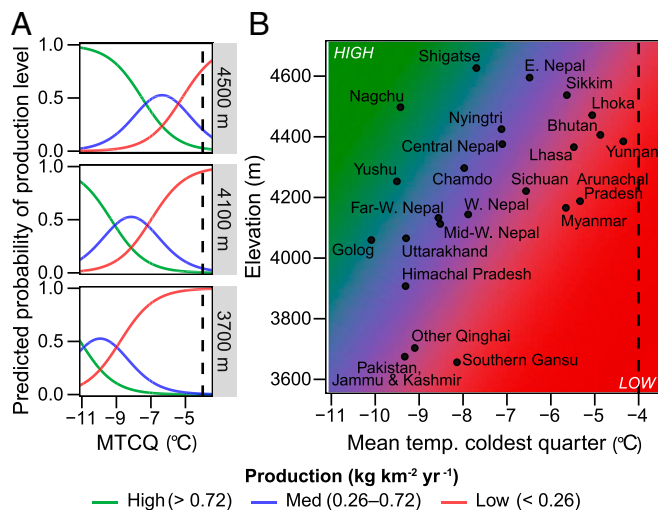 A
Predicted probability of production level
1.0
0.5
0.0
4500 m
1.0
0.5
0.0
4100 m
1.0
0.5
0.0
3700 m
−11 −9 −7 −5
MTCQ (ºC)
B
Elevation (m)
4600
4400
4200
4000
3800
3600
HIGH
Shigatse
E. Nepal
Sikkim
Nagchu
Lhoka
Nyingtri
Bhutan
Central Nepal
Lhasa
Yunnan
Yushu
Chamdo
Sichuan
Arunachal
Pradesh
Far-W. Nepal
W. Nepal
Myanmar
Mid-W. Nepal
Golog
Uttarakhand
Himachal Pradesh
Other Qinghai
Pakistan,
Jammu & Kashmir
Southern Gansu
LOW
−11 −10 −9 −8 −7 −6 −5 −4
Mean temp. coldest quarter (ºC)
Production (kg km⁻² yr⁻¹)
High (> 0.72) Med (0.26–0.72) Low (< 0.26)